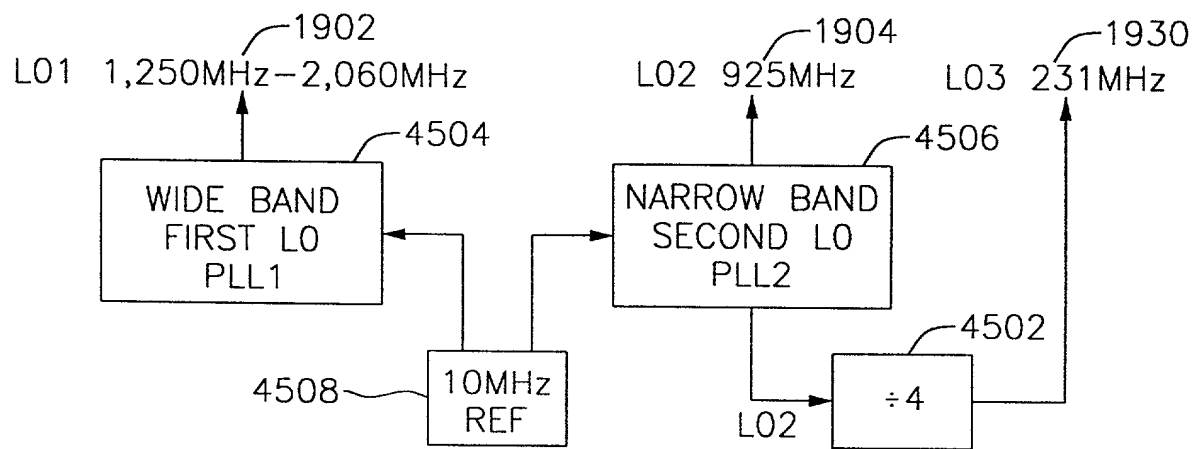 1902
1904
1930
LO1 1,250MHz-2,060MHz
LO2 925MHz
LO3 231MHz
4504
4506
WIDE BAND
FIRST LO
PLL1
NARROW BAND
SECOND LO
PLL2
4502
4508
10MHz
REF
LO2
÷4